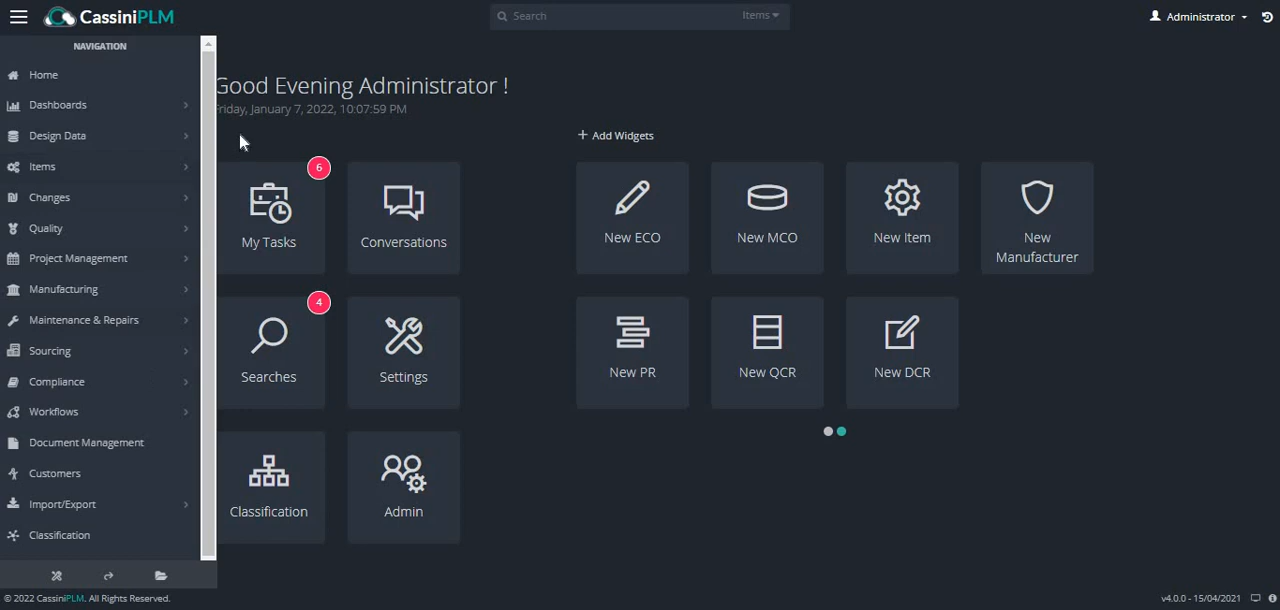 CassiniPLM
Search
Items
Administrator
NAVIGATION
Home
Dashboards
Design Data
Items
Changes
Quality
Project Management
Manufacturing
Maintenance & Repairs
Sourcing
Compliance
Workflows
Document Management
Customers
Import/Export
Classification
© 2022 CassiniPLM. All Rights Reserved.
Good Evening Administrator !
Friday, January 7, 2022, 10:07:59 PM
6
My Tasks
Conversations
4
Searches
Settings
Classification
Admin
+ Add Widgets
New ECO
New MCO
New Item
New
Manufacturer
New PR
New QCR
New DCR
v4.0.0 - 15/04/2021